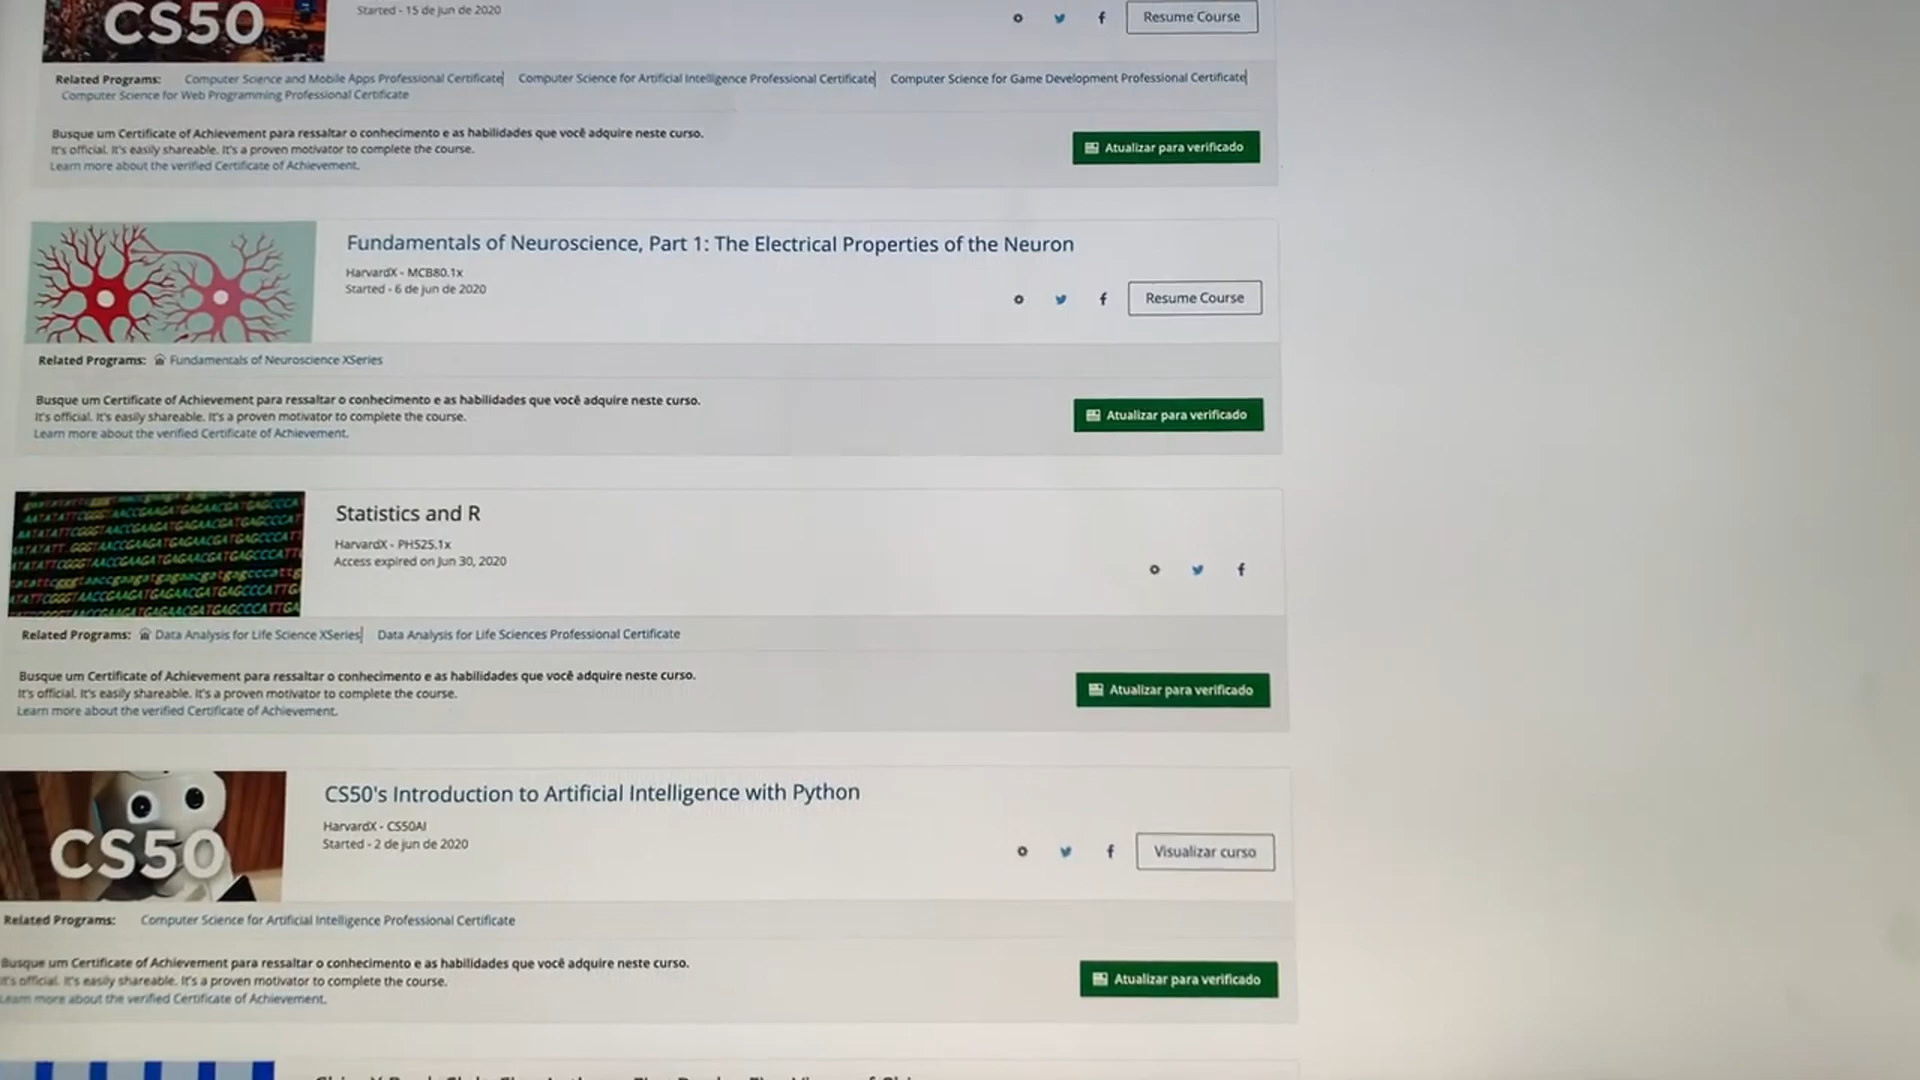 CS50
Started - 15 de jun de 2020
Resume Course
Related Programs: Computer Science and Mobile Apps Professional Certificate| Computer Science for Artificial Intelligence Professional Certificate| Computer Science for Game Development Professional Certificate|
Computer Science for Web Programming Professional Certificate
Busque um Certificate of Achievement para ressaltar o conhecimento e as habilidades que você adquire neste curso.
It's official. It's easily shareable. It's a proven motivator to complete the course.
Learn more about the verified Certificate of Achievement.
Atualizar para verificado
Fundamentals of Neuroscience, Part 1: The Electrical Properties of the Neuron
HarvardX - MCB80.1x
Started - 6 de jun de 2020
Resume Course
Related Programs: Fundamentals of Neuroscience XSeries
Busque um Certificate of Achievement para ressaltar o conhecimento e as habilidades que você adquire neste curso.
It's official. It's easily shareable. It's a proven motivator to complete the course.
Learn more about the verified Certificate of Achievement.
Atualizar para verificado
Statistics and R
HarvardX - PH525.1x
Access expired on Jun 30, 2020
Related Programs: Data Analysis for Life Science XSeries| Data Analysis for Life Sciences Professional Certificate
Busque um Certificate of Achievement para ressaltar o conhecimento e as habilidades que você adquire neste curso.
It's official. It's easily shareable. It's a proven motivator to complete the course.
Learn more about the verified Certificate of Achievement.
Atualizar para verificado
CS50
CS50's Introduction to Artificial Intelligence with Python
HarvardX - CS50AI
Started - 2 de jun de 2020
Visualizar curso
Related Programs: Computer Science for Artificial Intelligence Professional Certificate
Busque um Certificate of Achievement para ressaltar o conhecimento e as habilidades que você adquire neste curso.
It's official. It's easily shareable. It's a proven motivator to complete the course.
Learn more about the verified Certificate of Achievement.
Atualizar para verificado